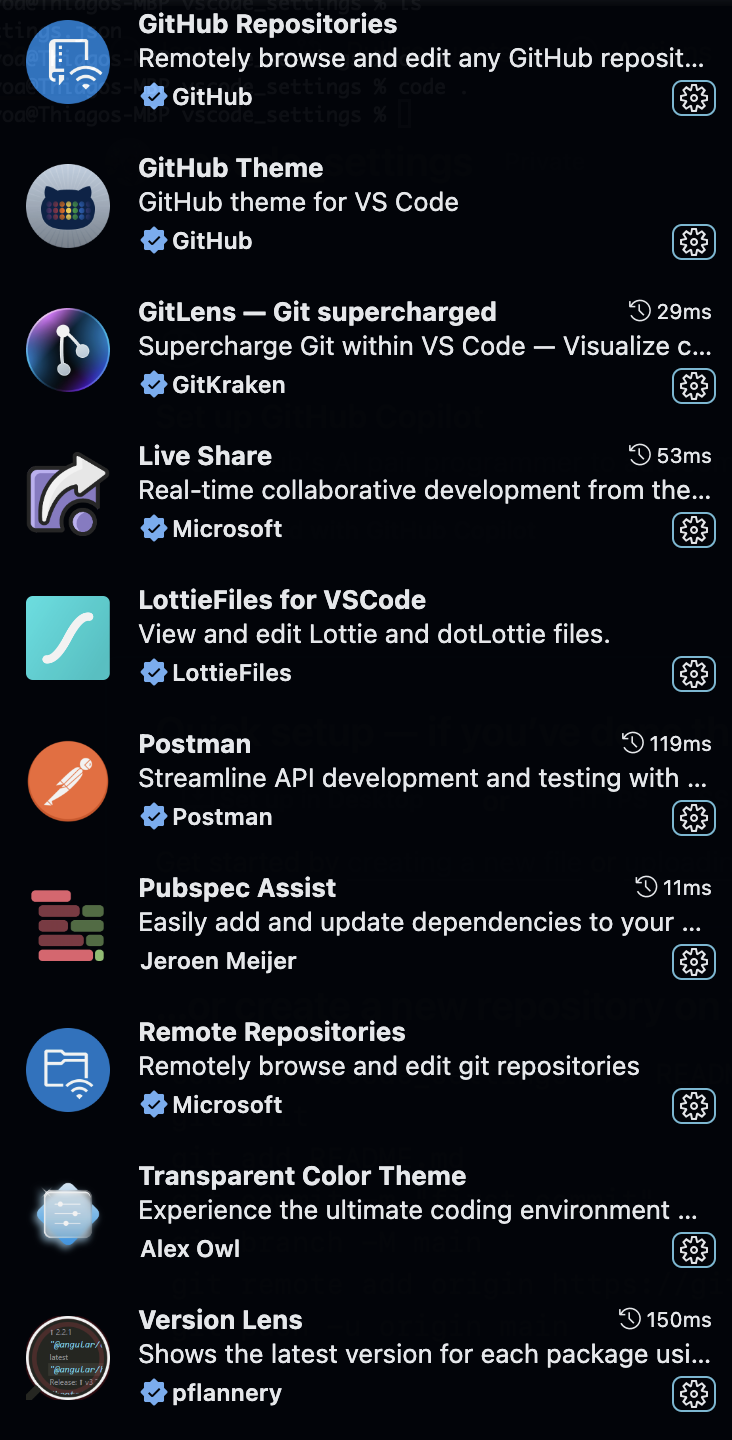 GitHub Repositories
Remotely browse and edit any GitHub reposit...
GitHub
GitHub Theme
GitHub theme for VS Code
GitHub
GitLens — Git supercharged 29ms
Supercharge Git within VS Code — Visualize c...
GitKraken
Live Share 53ms
Real-time collaborative development from the...
Microsoft
LottieFiles for VSCode
View and edit Lottie and dotLottie files.
LottieFiles
Postman 119ms
Streamline API development and testing with ...
Postman
Pubspec Assist 11ms
Easily add and update dependencies to your ...
Jeroen Meijer
Remote Repositories
Remotely browse and edit git repositories
Microsoft
Transparent Color Theme
Experience the ultimate coding environment ...
Alex Owl
Version Lens 150ms
Shows the latest version for each package usi...
pflannery